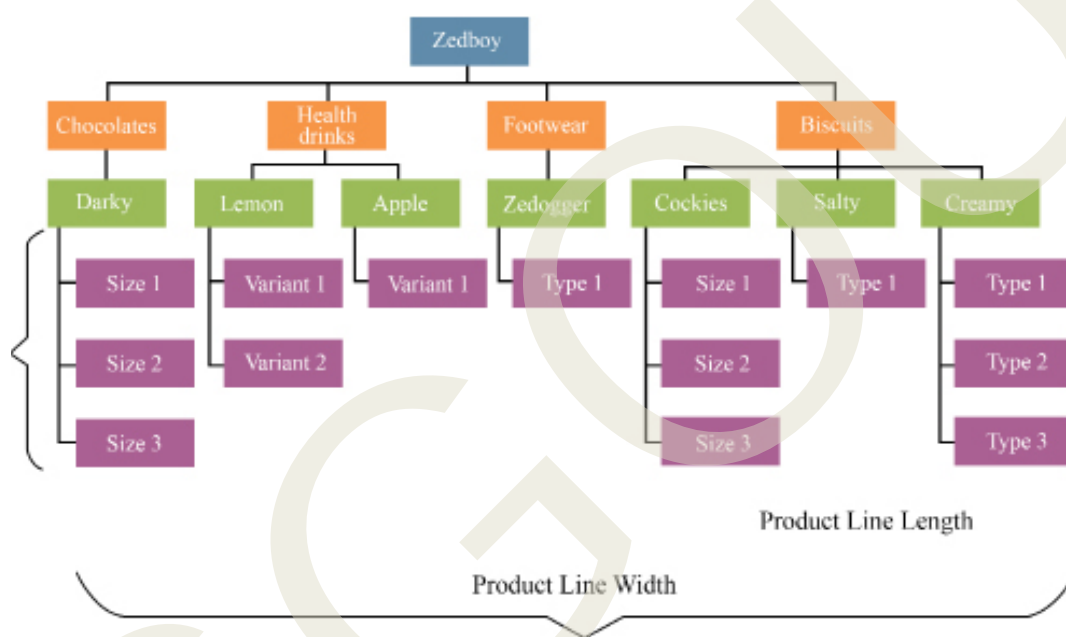 Zedboy
Chocolates
Health
drinks
Footwear
Biscuits
Darky
Lemon
Apple
Zedogger
Cockies
Salty
Creamy
Size 1
Variant 1
Variant 1
Type 1
Size 1
Type 1
Type 1
Size 2
Variant 2
Size 2
Type 2
Size 3
Size 3
Type 3
Product Line Length
Product Line Width